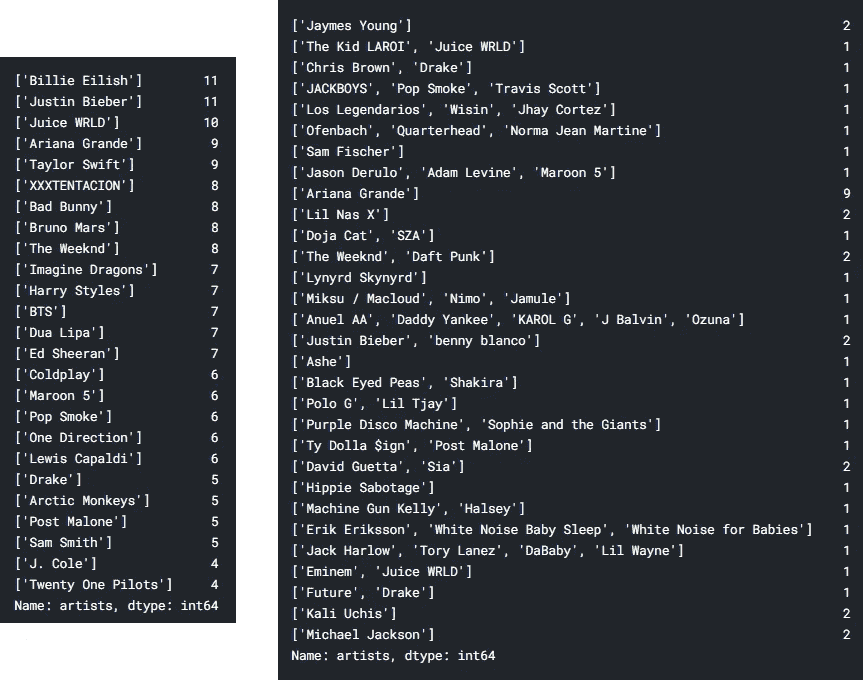 ['Billie Eilish'] 11
['Justin Bieber'] 11
['Juice WRLD'] 10
['Ariana Grande'] 9
['Taylor Swift'] 9
['XXXTENTACION'] 8
['Bad Bunny'] 8
['Bruno Mars'] 8
['The Weeknd'] 8
['Imagine Dragons'] 7
['Harry Styles'] 7
['BTS'] 7
['Dua Lipa'] 7
['Ed Sheeran'] 7
['Coldplay'] 6
['Maroon 5'] 6
['Pop Smoke'] 6
['One Direction'] 6
['Lewis Capaldi'] 6
['Drake'] 5
['Arctic Monkeys'] 5
['Post Malone'] 5
['Sam Smith'] 5
['J. Cole'] 4
['Twenty One Pilots'] 4
Name: artists, dtype: int64
['Jaymes Young'] 2
['The Kid LAROI', 'Juice WRLD'] 1
['Chris Brown', 'Drake'] 1
['JACKBOYS', 'Pop Smoke', 'Travis Scott'] 1
['Los Legendarios', 'Wisin', 'Jhay Cortez'] 1
['Ofenbach', 'Quarterhead', 'Norma Jean Martine'] 1
['Sam Fischer'] 1
['Jason Derulo', 'Adam Levine', 'Maroon 5'] 1
['Ariana Grande'] 9
['Lil Nas X'] 2
['Doja Cat', 'SZA'] 1
['The Weeknd', 'Daft Punk'] 2
['Lynyrd Skynyrd'] 1
['Miksu / Macloud', 'Nimo', 'Jamule'] 1
['Anuel AA', 'Daddy Yankee', 'KAROL G', 'J Balvin', 'Ozuna'] 1
['Justin Bieber', 'benny blanco'] 2
['Ashe'] 1
['Black Eyed Peas', 'Shakira'] 1
['Polo G', 'Lil Tjay'] 1
['Purple Disco Machine', 'Sophie and the Giants'] 1
['Ty Dolla $ign', 'Post Malone'] 1
['David Guetta', 'Sia'] 2
['Hippie Sabotage'] 1
['Machine Gun Kelly', 'Halsey'] 1
['Erik Eriksson', 'White Noise Baby Sleep', 'White Noise for Babies'] 1
['Jack Harlow', 'Tory Lanez', 'DaBaby', 'Lil Wayne'] 1
['Eminem', 'Juice WRLD'] 1
['Future', 'Drake'] 1
['Kali Uchis'] 2
['Michael Jackson'] 2
Name: artists, dtype: int64